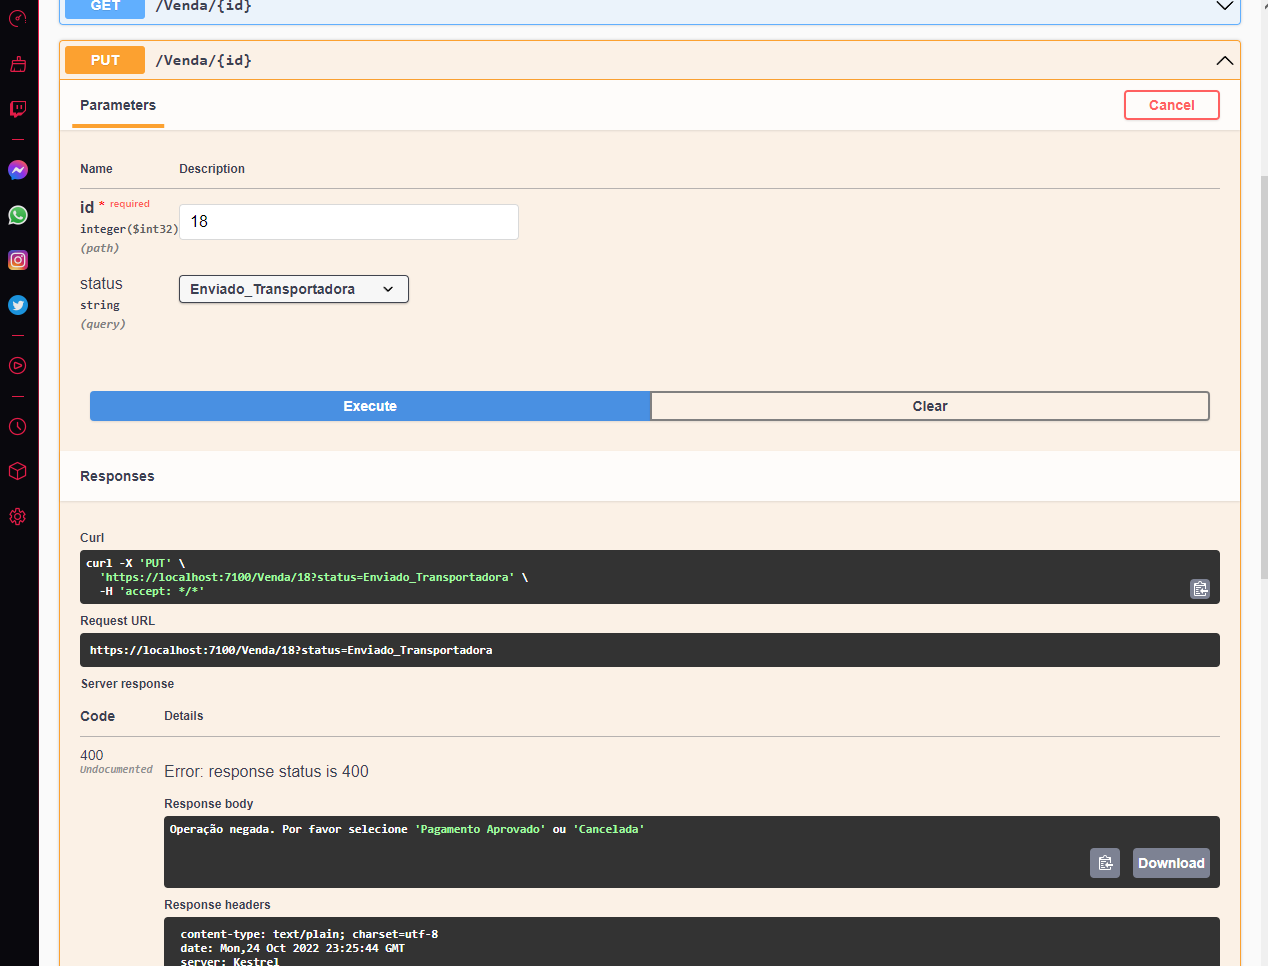 GET /Venda/{id}
PUT /Venda/{id}
Parameters
Cancel
Name Description
id * required
integer($int32)
(path)
18
status
string
(query)
Enviado_Transportadora
Execute Clear
Responses
Curl
curl -X 'PUT' \
'https://localhost:7100/Venda/18?status=Enviado_Transportadora' \
-H 'accept: */*'
Request URL
https://localhost:7100/Venda/18?status=Enviado_Transportadora
Server response
Code Details
400
Undocumented
Error: response status is 400
Response body
Operação negada. Por favor selecione 'Pagamento Aprovado' ou 'Cancelada'
Download
Response headers
content-type: text/plain; charset=utf-8
date: Mon,24 Oct 2022 23:25:44 GMT
server: Kestrel